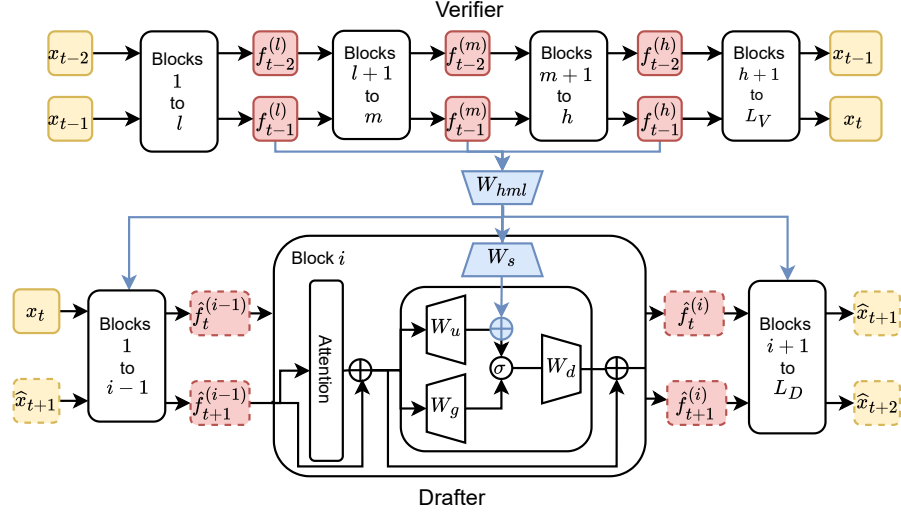 Verifier
x_{t-2} Blocks 1 to l f_{t-2}^{(l)} Blocks l+1 to m f_{t-2}^{(m)} Blocks m+1 to h f_{t-2}^{(h)} Blocks h+1 to L_V x_{t-1}
x_{t-1} f_{t-1}^{(l)} f_{t-1}^{(m)} f_{t-1}^{(h)} x_t
W_{hml}
Block i
W_s
x_t Blocks 1 to i-1 \hat{f}_t^{(i-1)} Attention W_u \hat{f}_t^{(i)} Blocks i+1 to L_D \hat{x}_{t+1}
σ W_d
\hat{x}_{t+1} \hat{f}_{t+1}^{(i-1)} W_g \hat{f}_{t+1}^{(i)} \hat{x}_{t+2}
Drafter